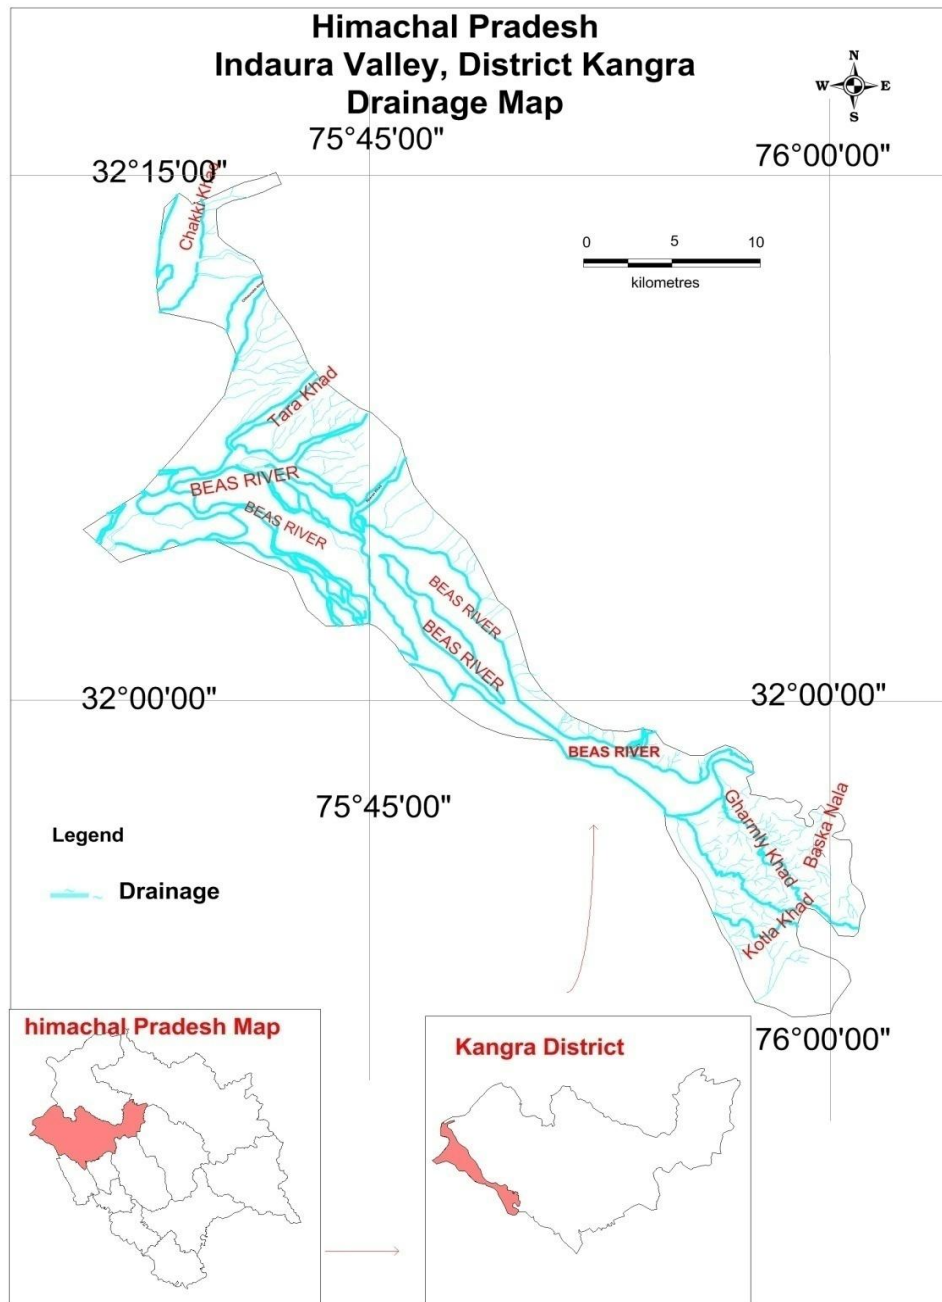 Himachal Pradesh
Indaura Valley, District Kangra
Drainage Map
N
W E
S
75°45'00"
32°15'00"
76°00'00"
Chakki Khad
0 5 10
kilometres
Tara Khad
BEAS RIVER
BEAS RIVER
BEAS RIVER
BEAS RIVER
32°00'00"
32°00'00"
BEAS RIVER
75°45'00"
Gharmly Khad
Baska Nala
Legend
Drainage
Kotla Khad
himachal Pradesh Map
Kangra District
76°00'00"